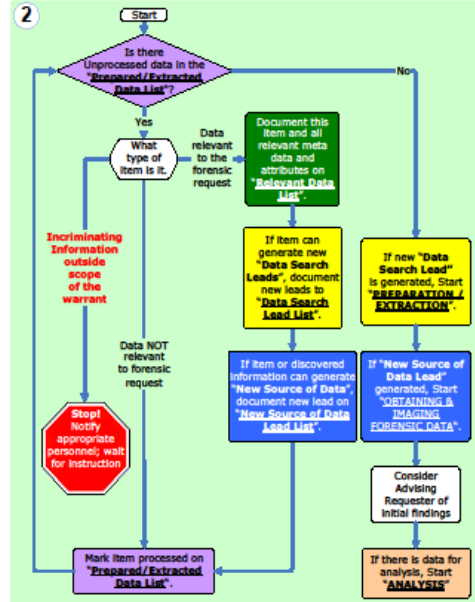 2
Start
Is there
Unprocessed data in the
"Prepared/Extracted
Data List"?
No
Yes
What
type of
item is it.
Data
relevant
to the
forensic
request
Document this
item and all
relevant meta
data and
attributes on
"Relevant Data
List".
Incriminating
Information
outside
scope
of the
warrant
If item can
generate new
"Data Search
Leads", document
new leads to
"Data Search
Lead List".
If new "Data
Search Lead"
is generated, Start
"PREPARATION /
EXTRACTION".
Data NOT
relevant
to forensic
request
If item or discovered
information can generate
"New Source of Data",
document new lead on
"New Source of Data
Lead List".
If "New Source of
Data Lead"
generated, Start
"OBTAINING &
IMAGING
FORENSIC DATA".
Stop!
Notify
appropriate
personnel; wait
for instruction
Consider
Advising
Requester of
initial findings
Mark item processed on
"Prepared/Extracted
Data List".
If there is data for
analysis, Start
"ANALYSIS"